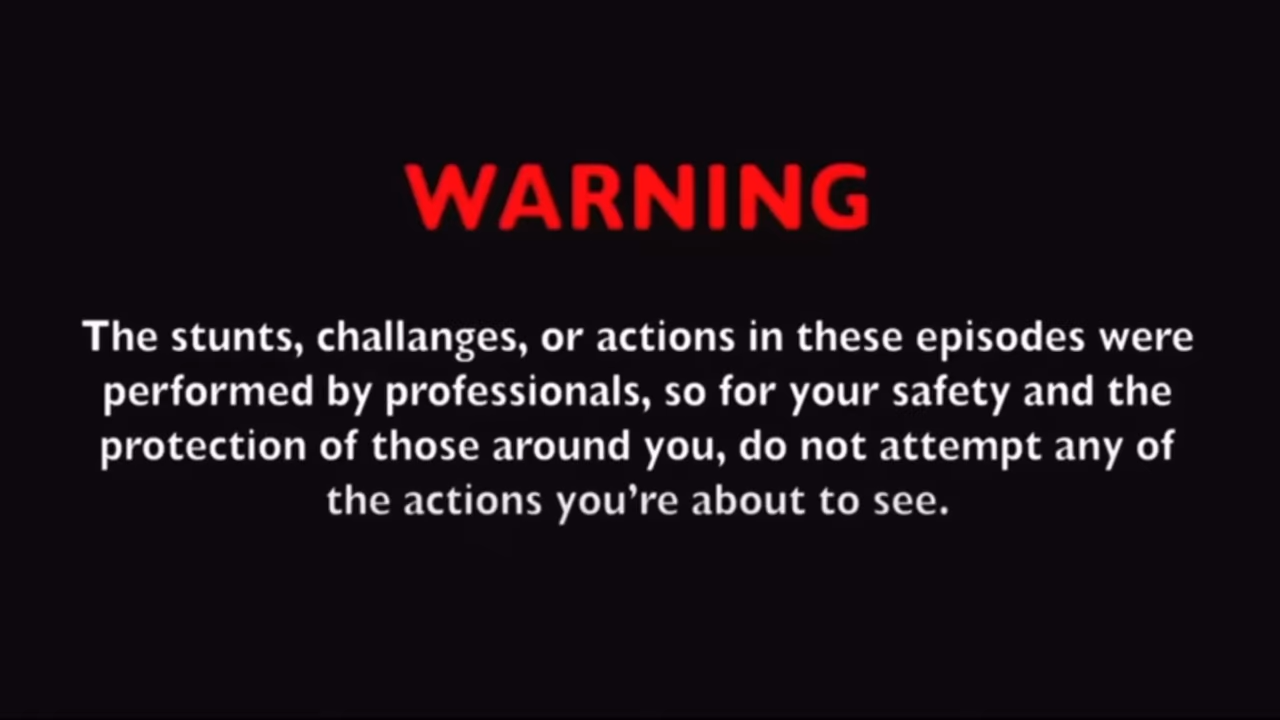 WARNING
The stunts, challanges, or actions in these episodes were
performed by professionals, so for your safety and the
protection of those around you, do not attempt any of
the actions you’re about to see.